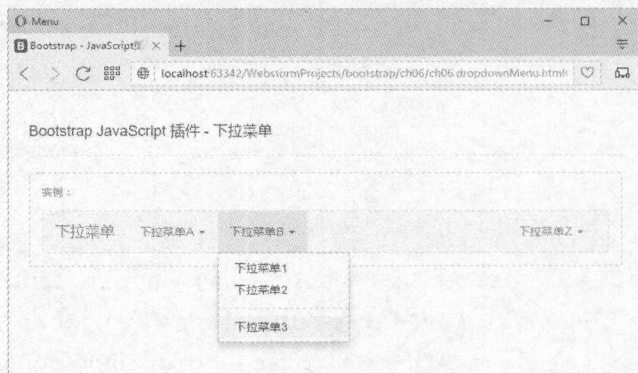 Menu
Bootstrap - JavaScript
localhost:63342/WebstormProjects/bootstrap/ch06/ch06.dropdownMenu.html
Bootstrap JavaScript 插件 - 下拉菜单
实例：
下拉菜单 下拉菜单A 下拉菜单B 下拉菜单Z
下拉菜单1
下拉菜单2
下拉菜单3